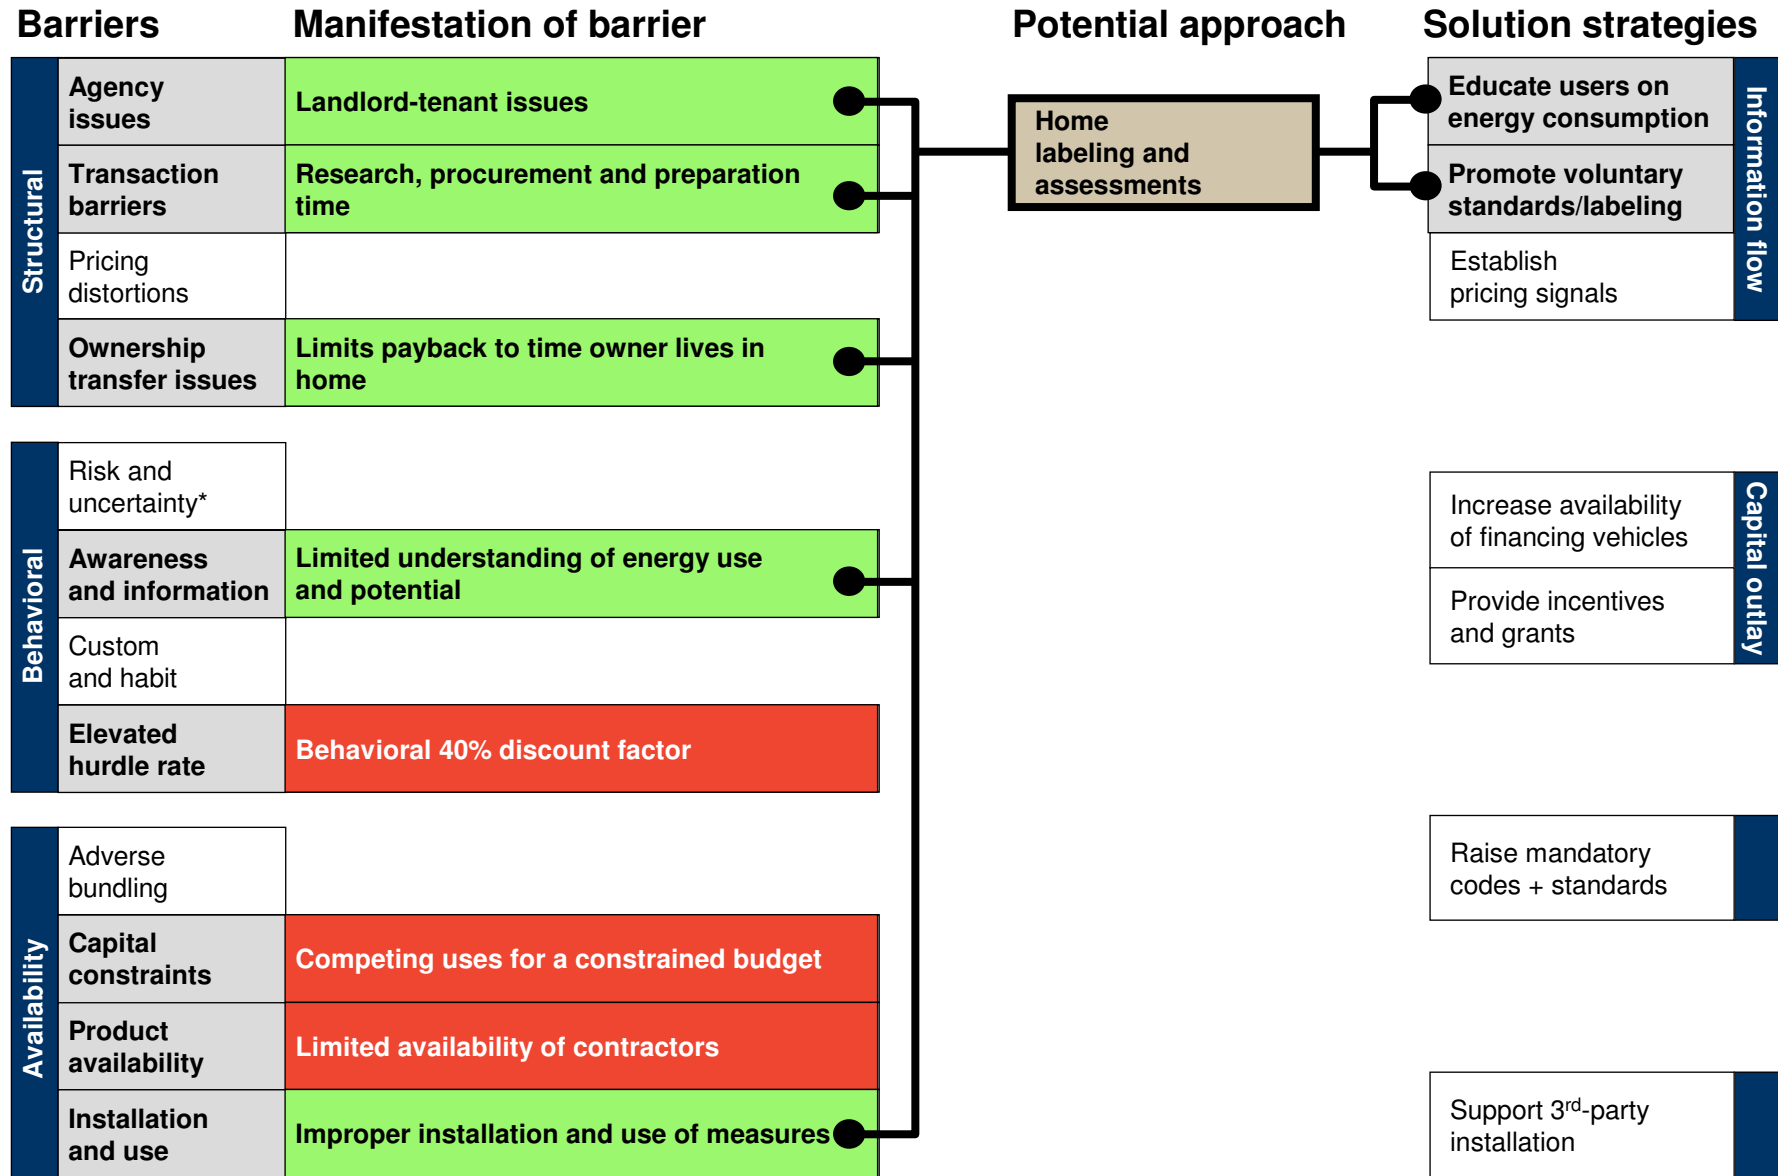 Barriers
Manifestation of barrier
Potential approach
Solution strategies
Structural
Agency
issues
Landlord-tenant issues
Transaction
barriers
Research, procurement and preparation
time
Pricing
distortions
Ownership
transfer issues
Limits payback to time owner lives in
home
Behavioral
Risk and
uncertainty*
Awareness
and information
Limited understanding of energy use
and potential
Custom
and habit
Elevated
hurdle rate
Behavioral 40% discount factor
Availability
Adverse
bundling
Capital
constraints
Competing uses for a constrained budget
Product
availability
Limited availability of contractors
Installation
and use
Improper installation and use of measures
Home
labeling and
assessments
Educate users on
energy consumption
Promote voluntary
standards/labeling
Establish
pricing signals
Information flow
Increase availability
of financing vehicles
Provide incentives
and grants
Capital outlay
Raise mandatory
codes + standards
Support 3rd-party
installation